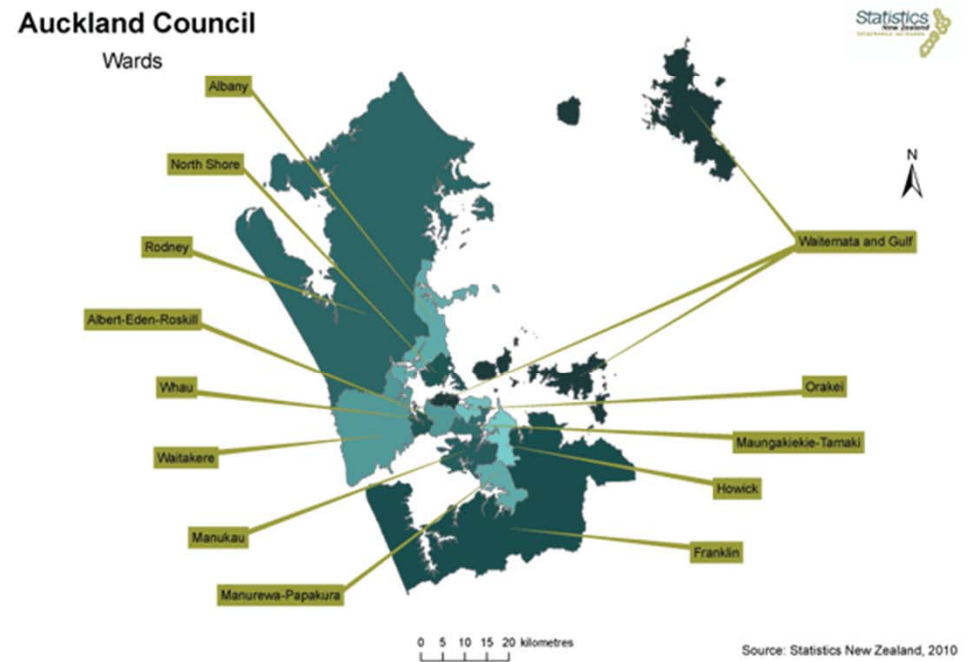 Auckland Council
Wards
Statistics
New Zealand
Albany
North Shore
Rodney
Albert-Eden-Roskill
Whau
Waitakere
Manukau
Manurewa-Papakura
N
Waitemata and Gulf
Orakei
Maungakiekie-Tamaki
Howick
Franklin
0 5 10 15 20 kilometres
Source: Statistics New Zealand, 2010